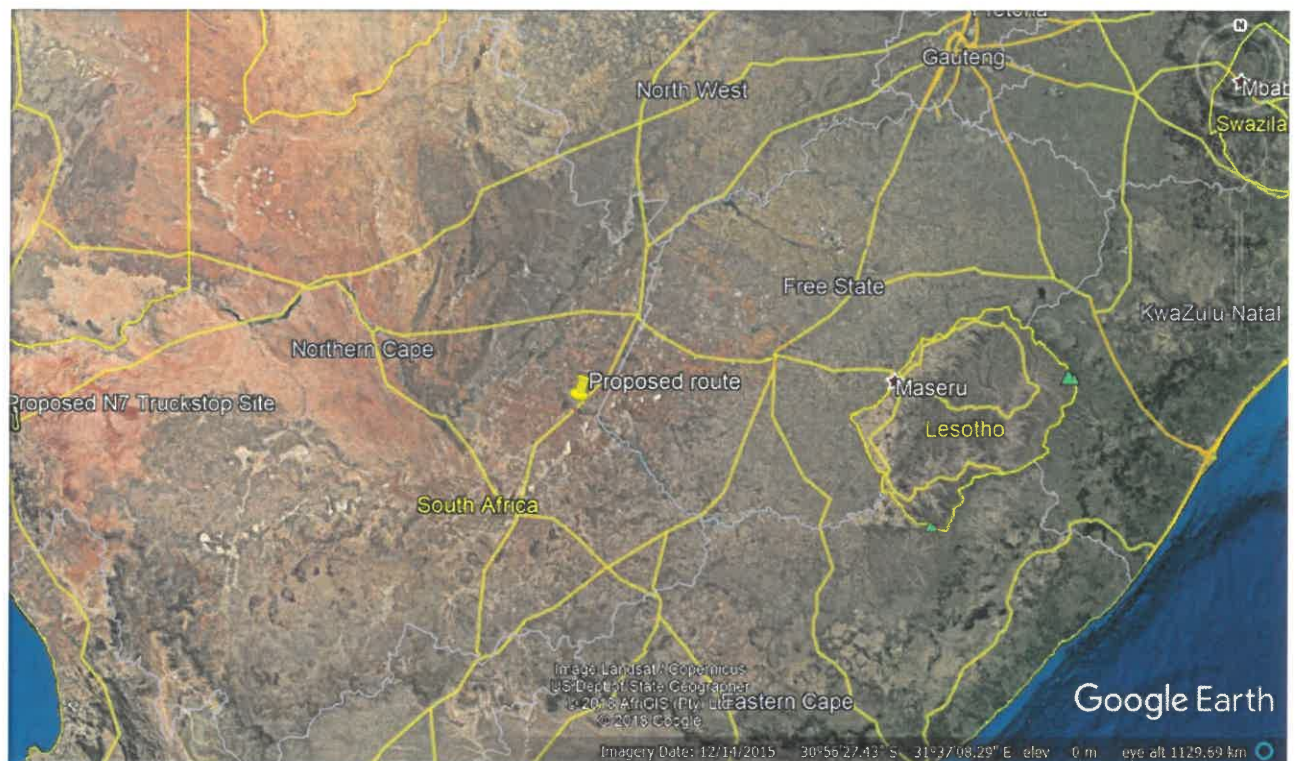 Pretoria
N
Gauteng
North West
Mbab
Swazila
Free State
KwaZulu-Natal
Northern Cape
Proposed route
Maseru
Proposed N7 Truckstop Site
Lesotho
South Africa
Image Landsat / Copernicus
US Dept of State Geographer
© 2018 AfriGIS (Pty) Ltd.
© 2018 Google
Eastern Cape
Google Earth
Imagery Date: 12/14/2015 30°56'27.43" S 31°37'08.29" E elev 0 m eye alt 1129.69 km